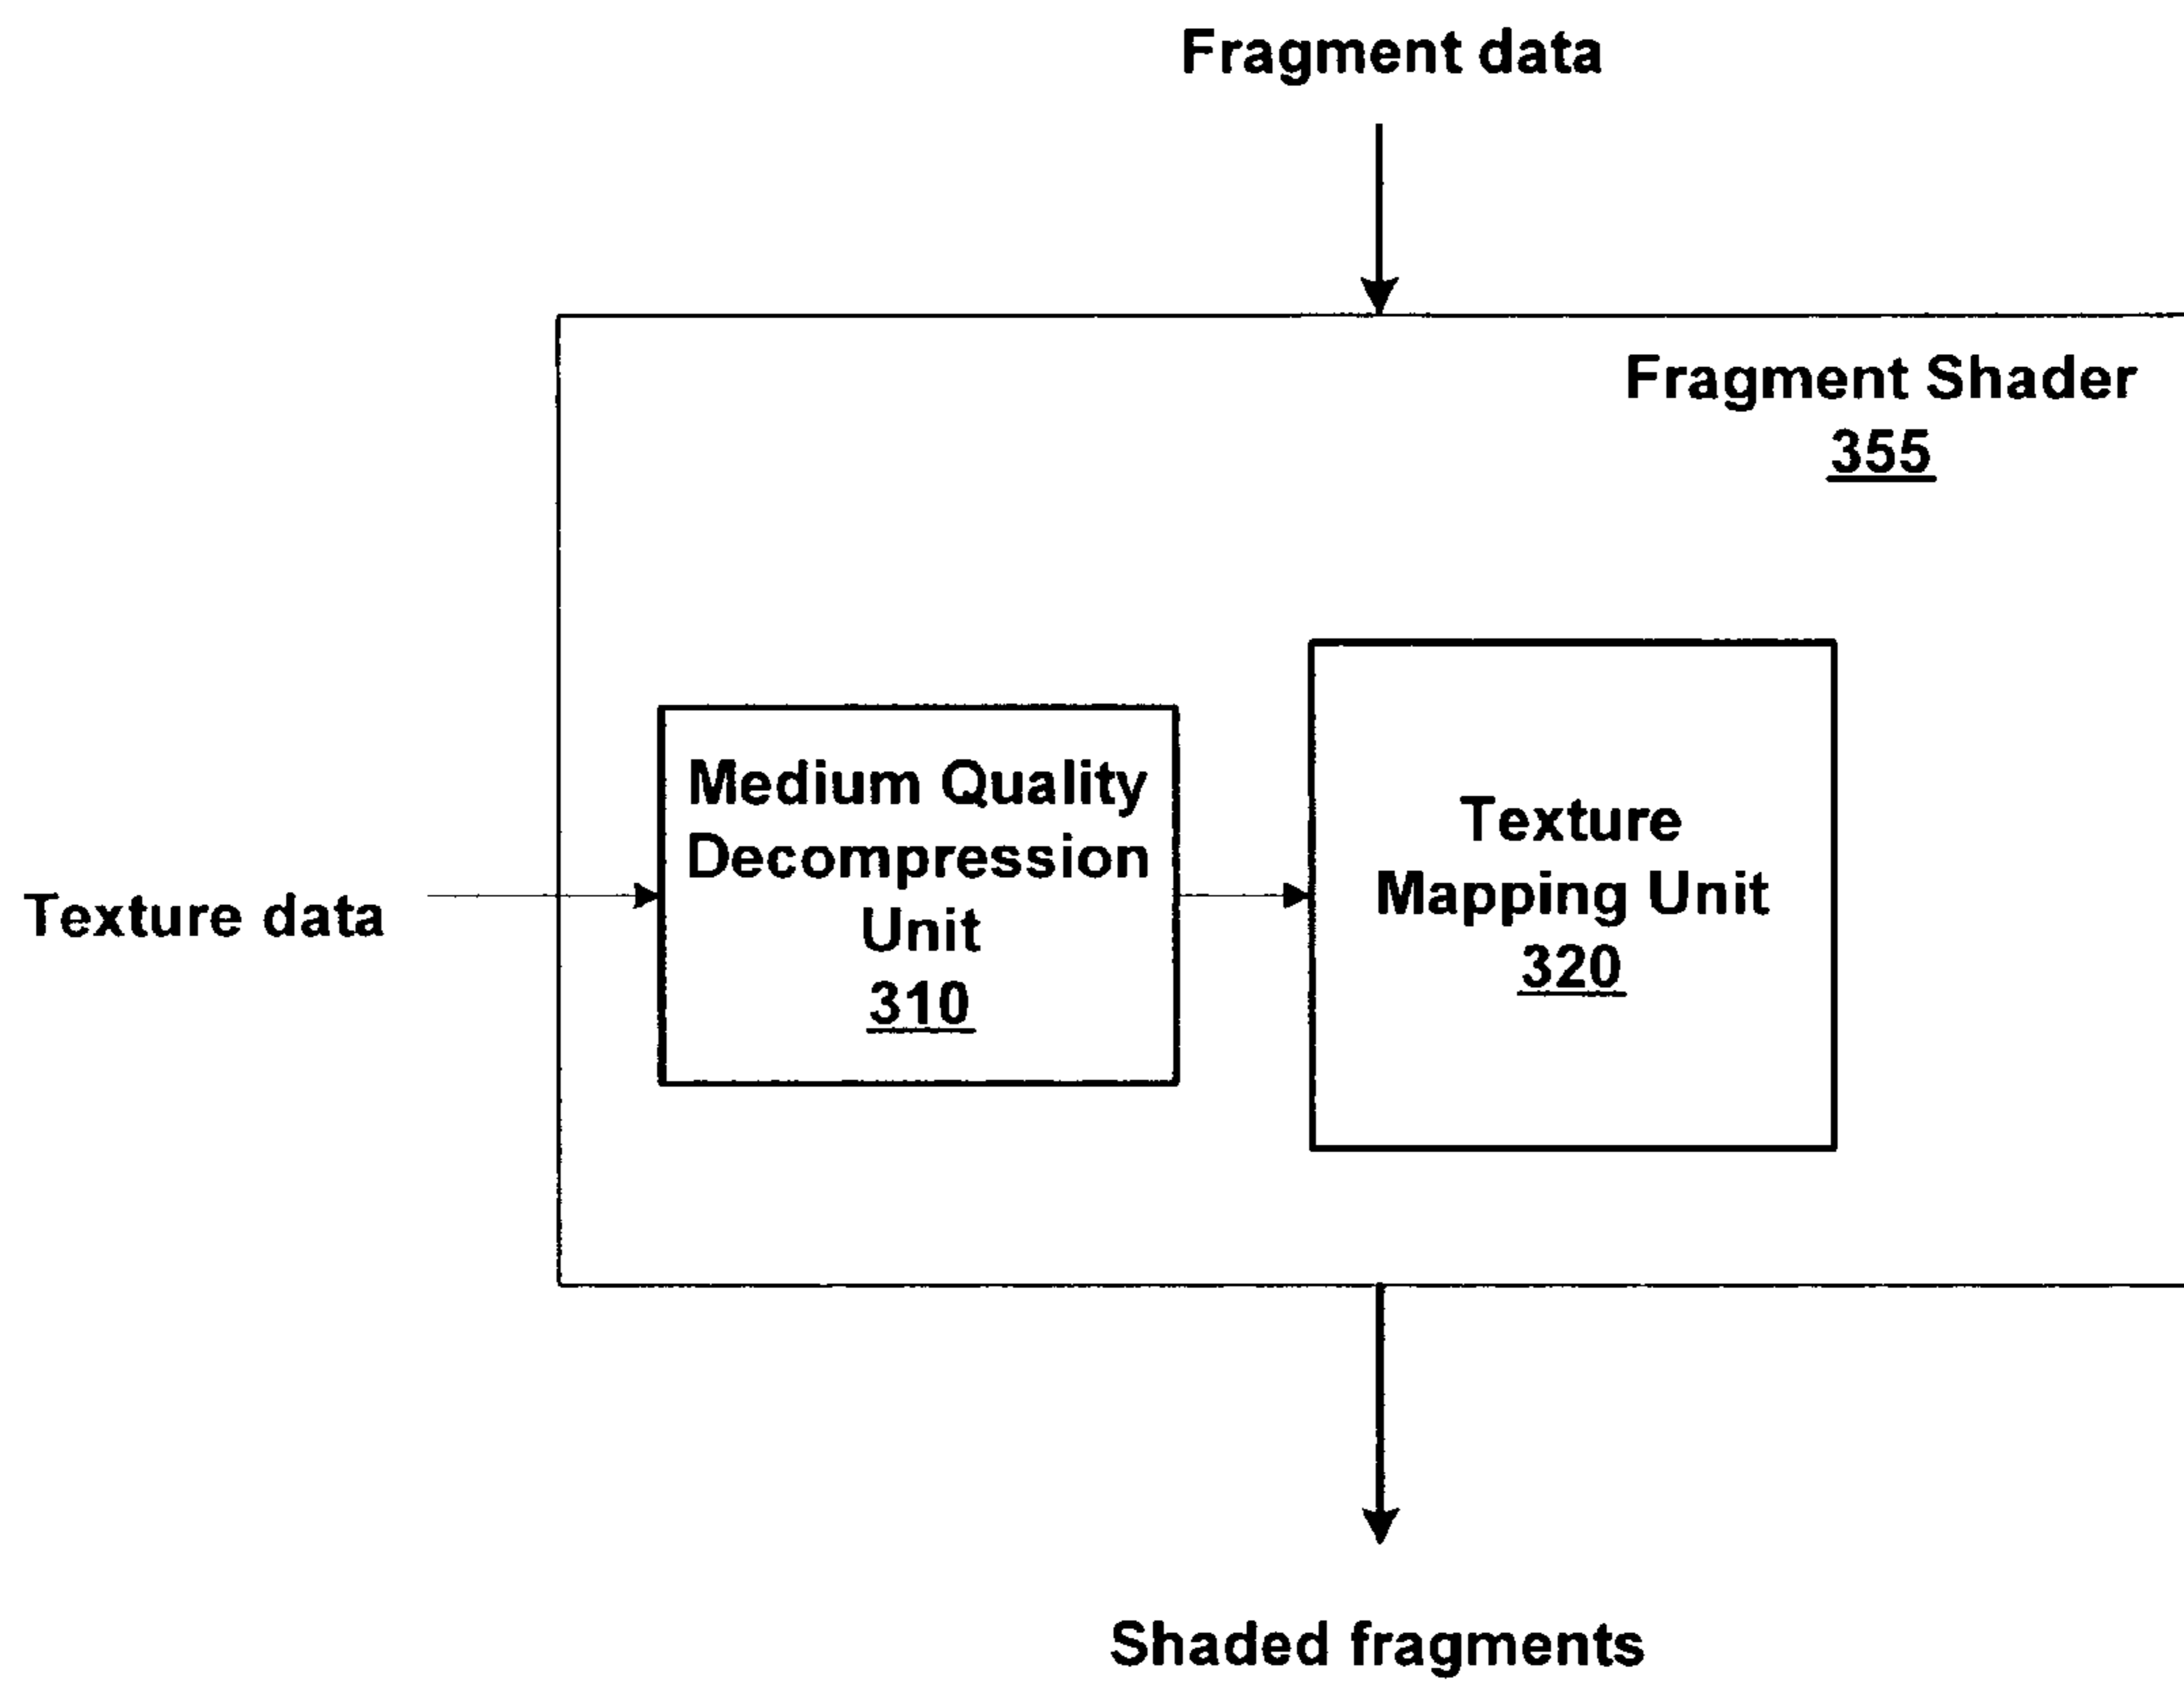 Fragment data
Fragment Shader
355
Medium Quality
Decompression
Unit
310
Texture
Mapping Unit
320
Texture data
Shaded fragments